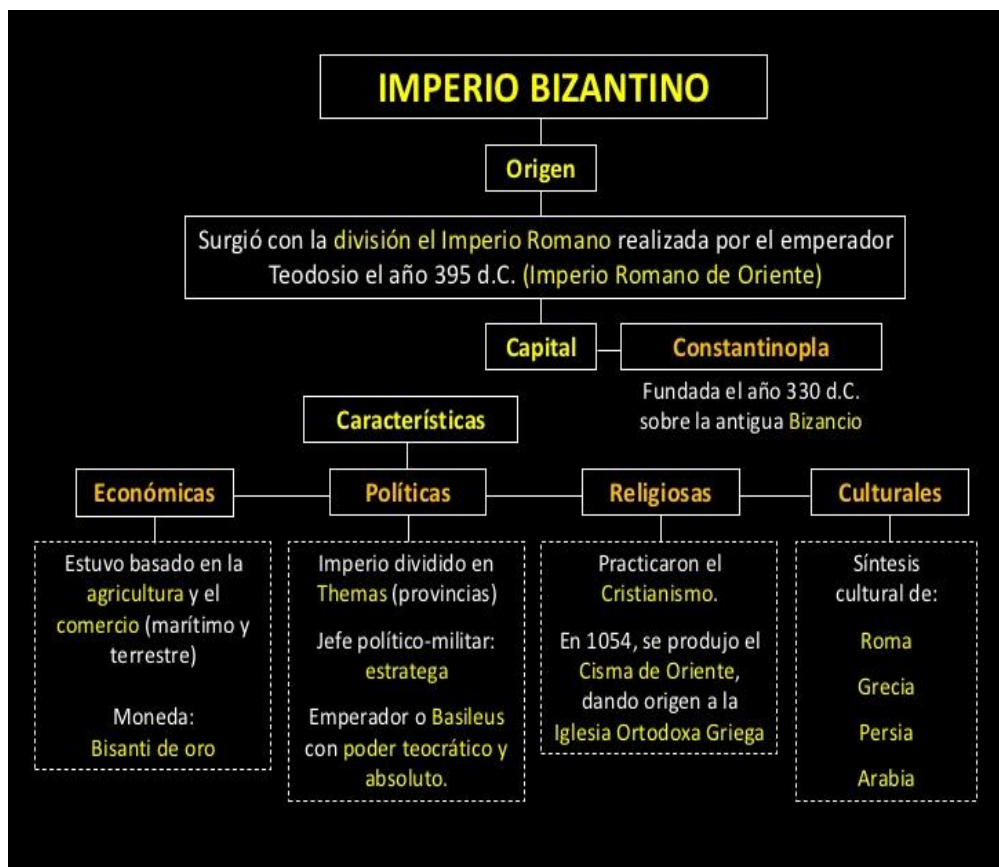 IMPERIO BIZANTINO
Origen
Surgió con la división el Imperio Romano realizada por el emperador
Teodosio el año 395 d.C. (Imperio Romano de Oriente)
Capital
Constantinopla
Fundada el año 330 d.C.
sobre la antigua Bizancio
Características
Económicas
Estuvo basado en la
agricultura y el
comercio (marítimo y
terrestre)
Moneda:
Bisanti de oro
Políticas
Imperio dividido en
Themas (provincias)
Jefe político-militar:
estratega
Emperador o Basileus
con poder teocrático y
absoluto.
Religiosas
Practicaron el
Cristianismo.
En 1054, se produjo el
Cisma de Oriente,
dando origen a la
Iglesia Ortodoxa Griega
Culturales
Síntesis
cultural de:
Roma
Grecia
Persia
Arabia